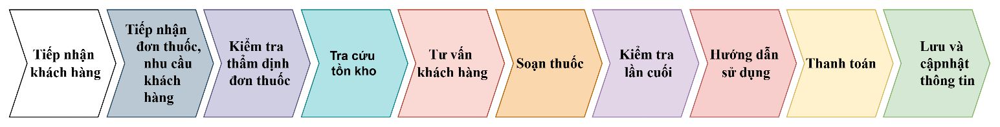 Tiếp nhận
khách hàng
Tiếp nhận
đơn thuốc,
nhu cầu
khách
hàng
Kiểm tra
thẩm định
đơn thuốc
Tra cứu
tồn kho
Tư vấn
khách hàng
Soạn thuốc
Kiểm tra
lần cuối
Hướng dẫn
sử dụng
Thanh toán
Lưu và
cậpnhật
thông tin